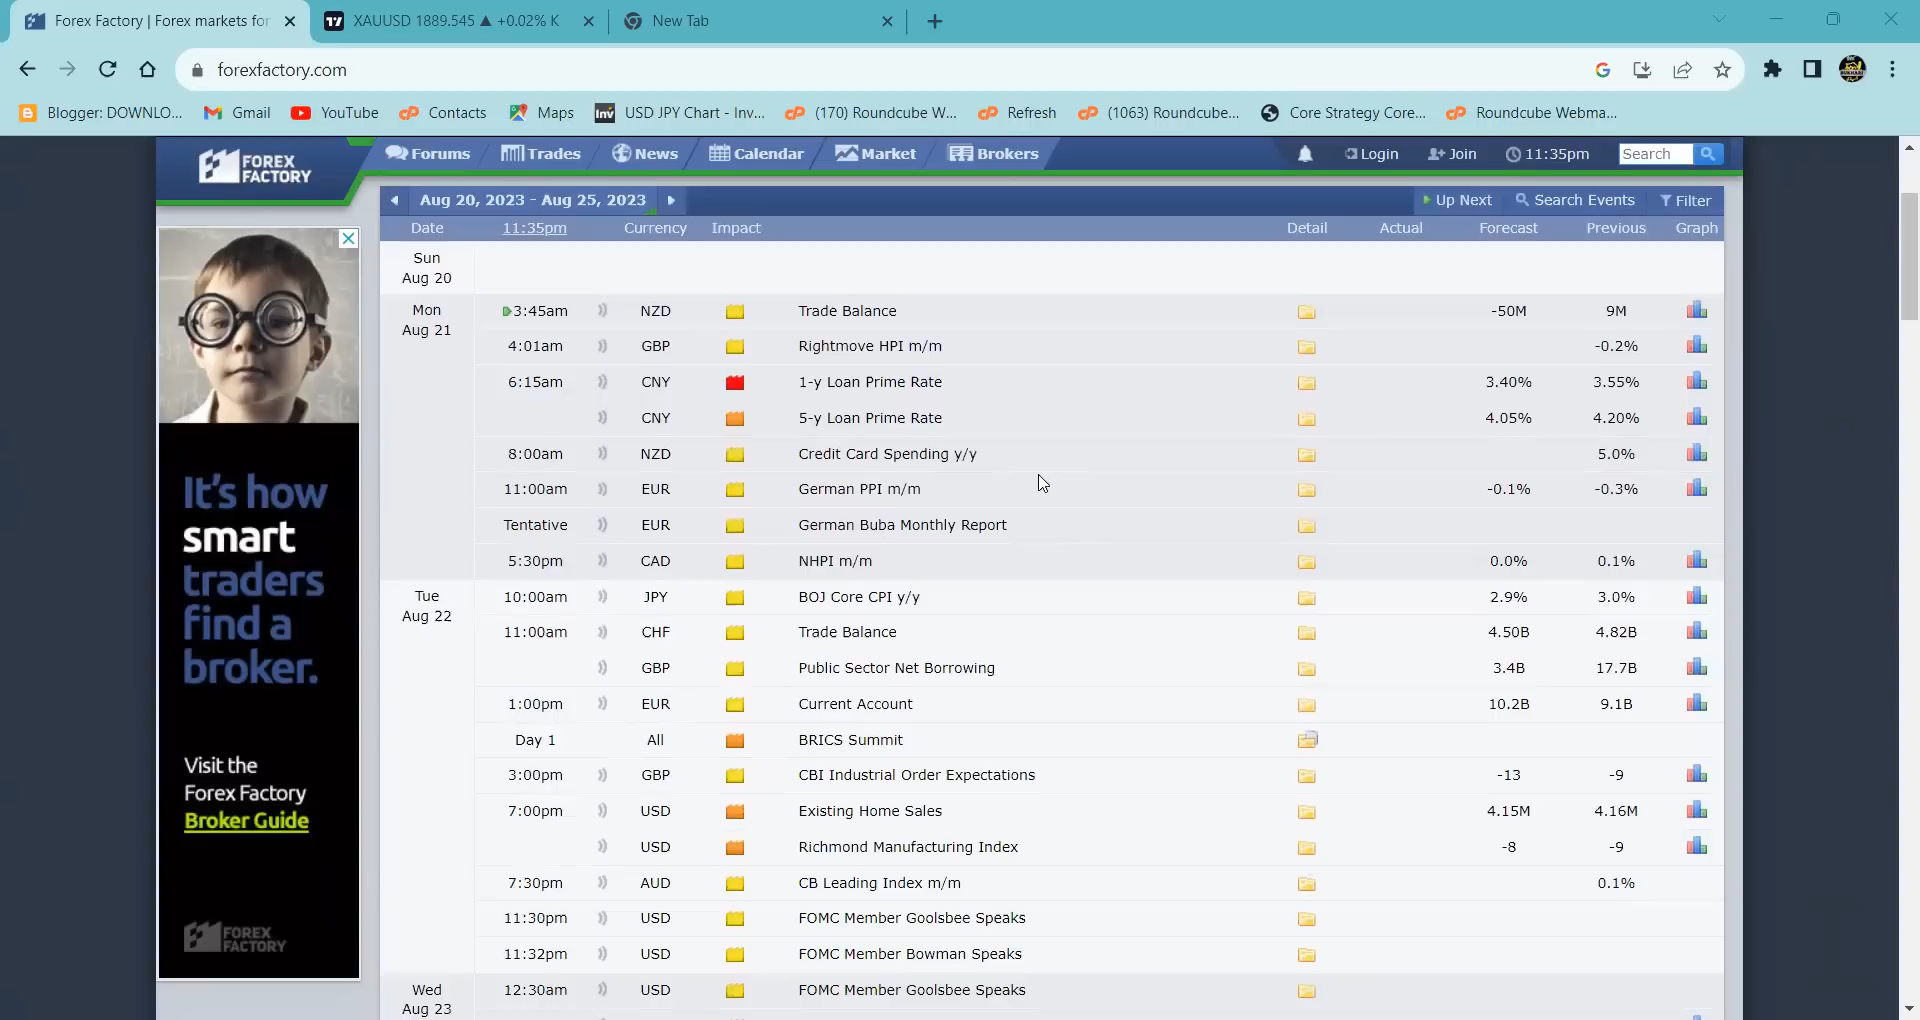 Forex Factory | Forex markets for
XAUUSD 1889.545 ▲ +0.02% K
New Tab
forexfactory.com
Blogger: DOWNLO...
Gmail
YouTube
Contacts
Maps
Inv
USD JPY Chart - Inv...
(170) Roundcube W...
Refresh
(1063) Roundcube...
Core Strategy Core...
Roundcube Webma...
FOREX FACTORY
Forums
Trades
News
Calendar
Market
Brokers
Login
Join
11:35pm
Search
Aug 20, 2023 - Aug 25, 2023
Up Next
Search Events
Filter
Date 11:35pm Currency Impact Detail Actual Forecast Previous Graph
Sun
Aug 20
Mon
Aug 21
3:45am NZD Trade Balance -50M 9M
4:01am GBP Rightmove HPI m/m -0.2%
6:15am CNY 1-y Loan Prime Rate 3.40% 3.55%
CNY 5-y Loan Prime Rate 4.05% 4.20%
8:00am NZD Credit Card Spending y/y 5.0%
11:00am EUR German PPI m/m -0.1% -0.3%
Tentative EUR German Buba Monthly Report
5:30pm CAD NHPI m/m 0.0% 0.1%
Tue
Aug 22
10:00am JPY BOJ Core CPI y/y 2.9% 3.0%
11:00am CHF Trade Balance 4.50B 4.82B
GBP Public Sector Net Borrowing 3.4B 17.7B
1:00pm EUR Current Account 10.2B 9.1B
Day 1 All BRICS Summit
3:00pm GBP CBI Industrial Order Expectations -13 -9
7:00pm USD Existing Home Sales 4.15M 4.16M
USD Richmond Manufacturing Index -8 -9
7:30pm AUD CB Leading Index m/m 0.1%
11:30pm USD FOMC Member Goolsbee Speaks
11:32pm USD FOMC Member Bowman Speaks
Wed
Aug 23
12:30am USD FOMC Member Goolsbee Speaks
It's how
smart
traders
find a
broker.
Visit the
Forex Factory
Broker Guide
FOREX
FACTORY